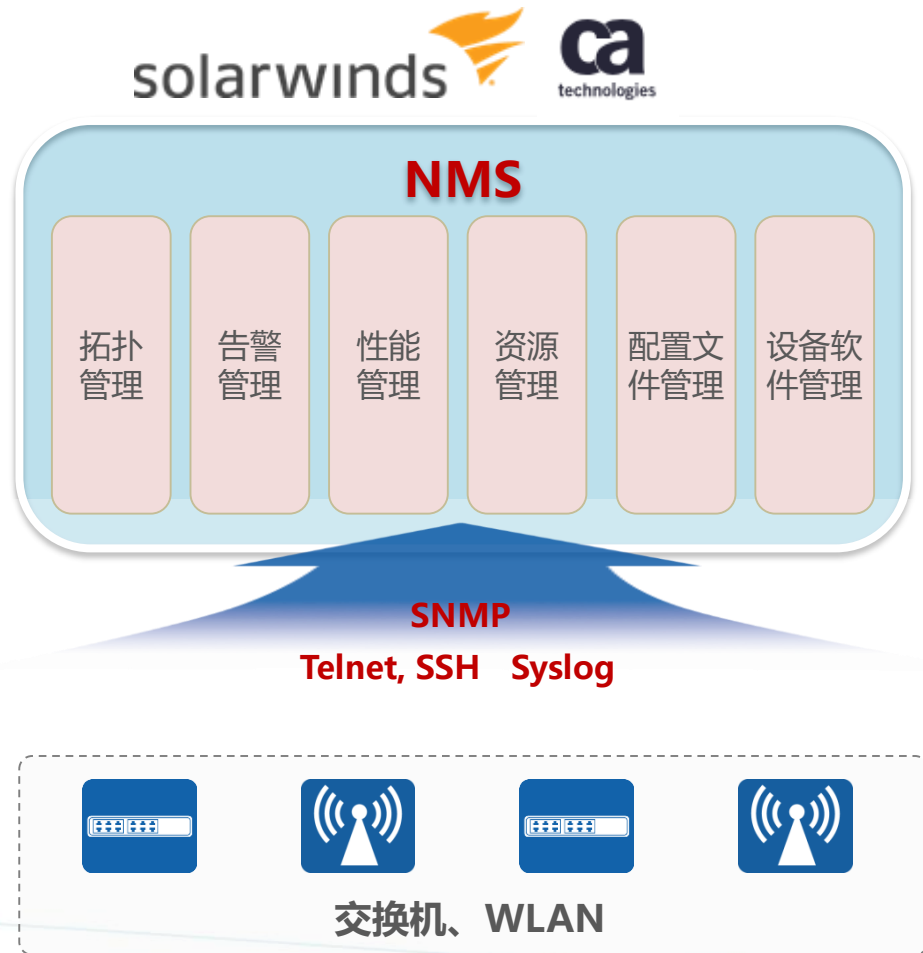 solarwinds
ca
technologies
NMS
拓扑
管理
告警
管理
性能
管理
资源
管理
配置文
件管理
设备软
件管理
SNMP
Telnet, SSH Syslog
交换机、WLAN